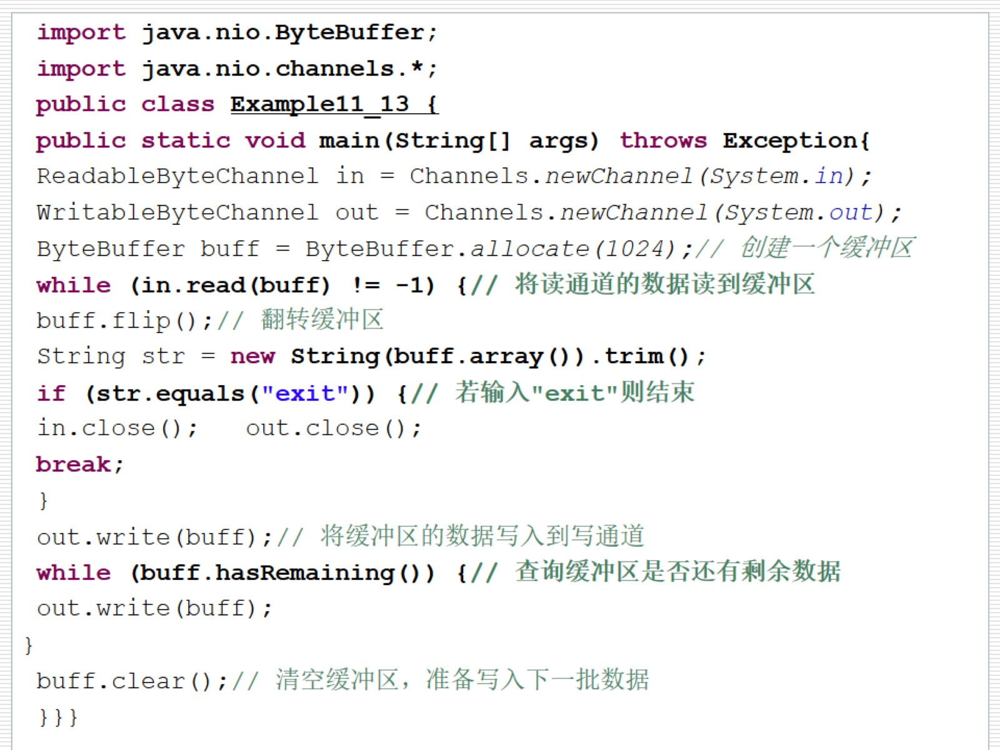 import java.nio.ByteBuffer;
import java.nio.channels.*;
public class Example11_13 {
public static void main(String[] args) throws Exception{
ReadableByteChannel in = Channels.newChannel(System.in);
WritableByteChannel out = Channels.newChannel(System.out);
ByteBuffer buff = ByteBuffer.allocate(1024);// 创建一个缓冲区
while (in.read(buff) != -1) {// 将读通道的数据读到缓冲区
buff.flip();// 翻转缓冲区
String str = new String(buff.array()).trim();
if (str.equals("exit")) {// 若输入"exit"则结束
in.close();   out.close();
break;
}
out.write(buff);// 将缓冲区的数据写入到写通道
while (buff.hasRemaining()) {// 查询缓冲区是否还有剩余数据
out.write(buff);
}
buff.clear();// 清空缓冲区，准备写入下一批数据
}}}